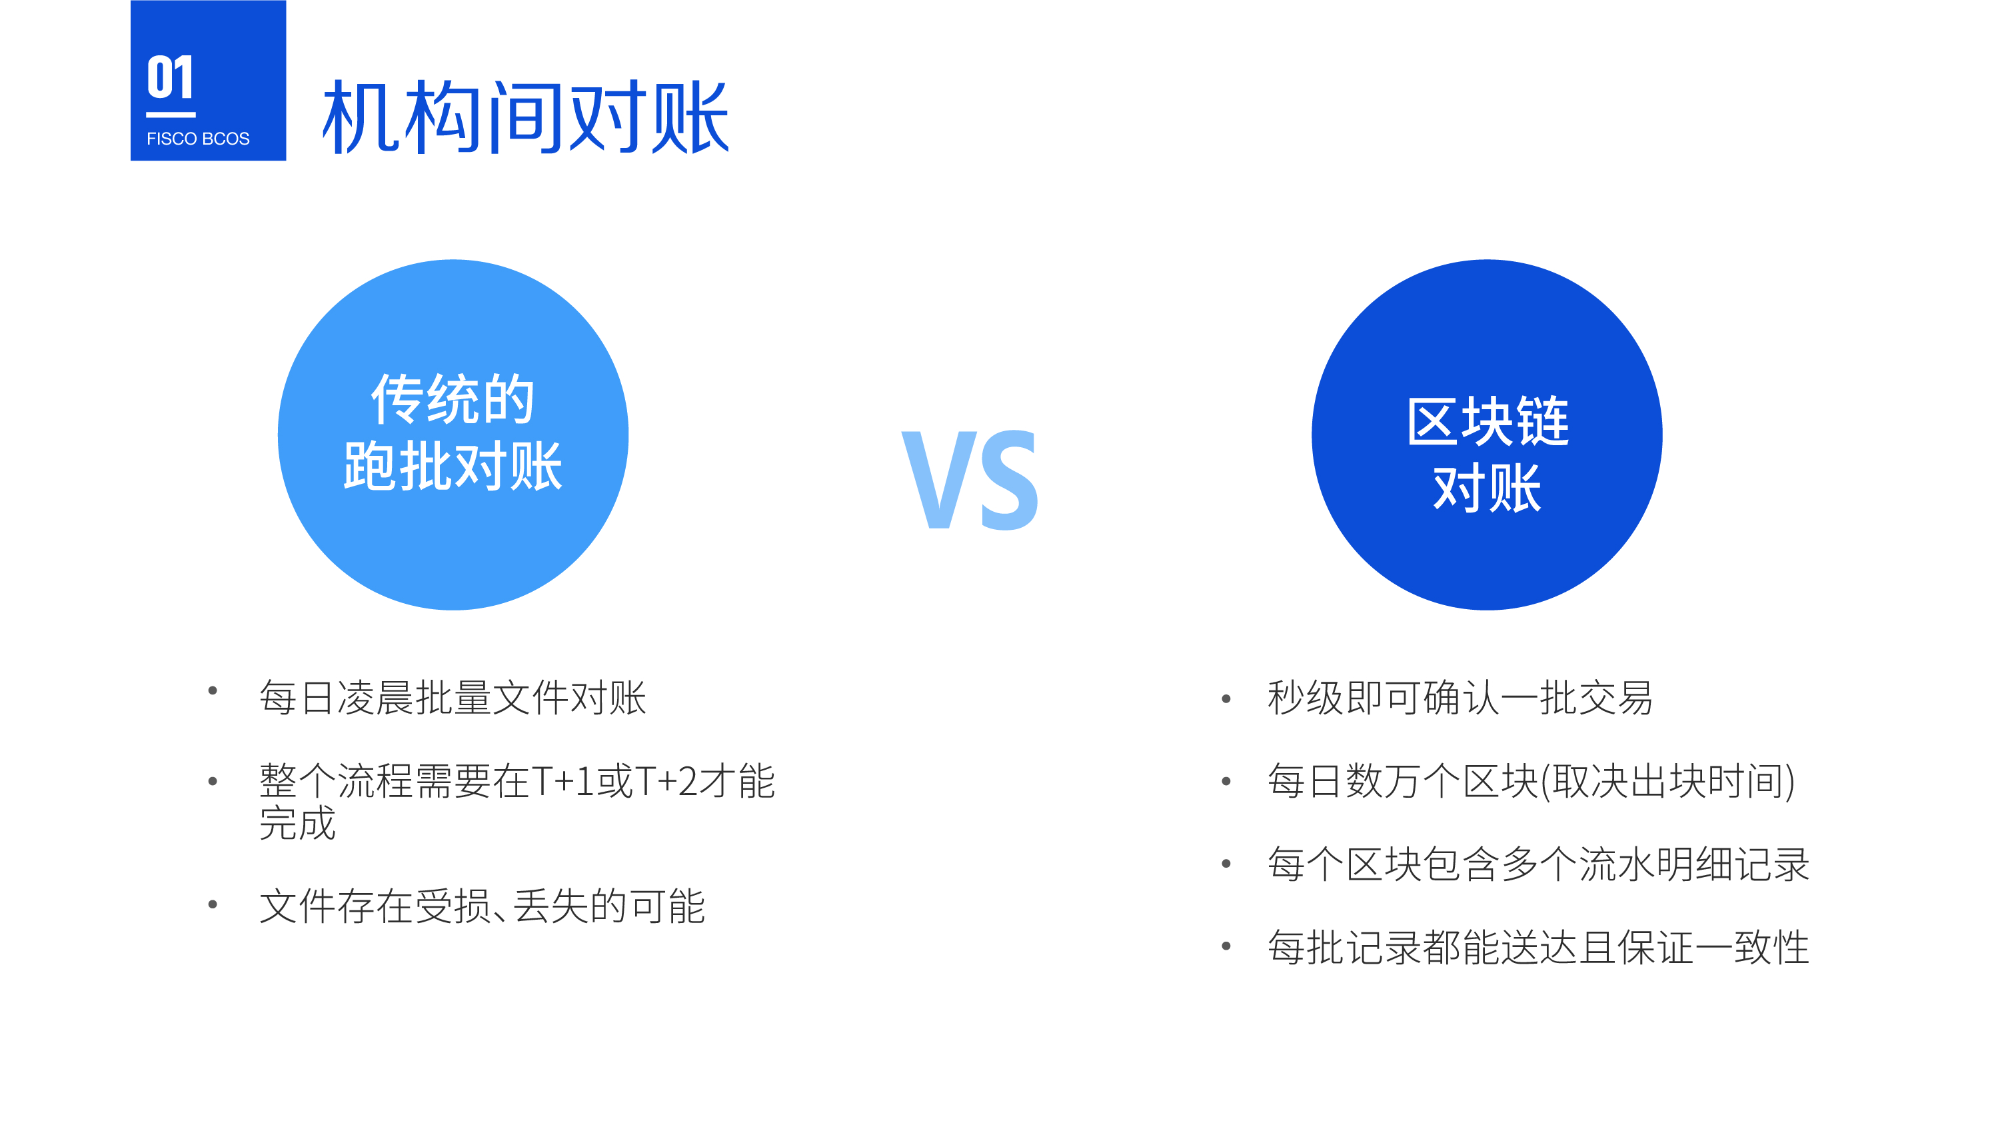 01
FISCO BCOS
机构间对账
传统的
跑批对账
VS
区块链
对账
• 每日凌晨批量文件对账
• 整个流程需要在T+1或T+2才能
完成
• 文件存在受损、丢失的可能
• 秒级即可确认一批交易
• 每日数万个区块(取决出块时间)
• 每个区块包含多个流水明细记录
• 每批记录都能送达且保证一致性